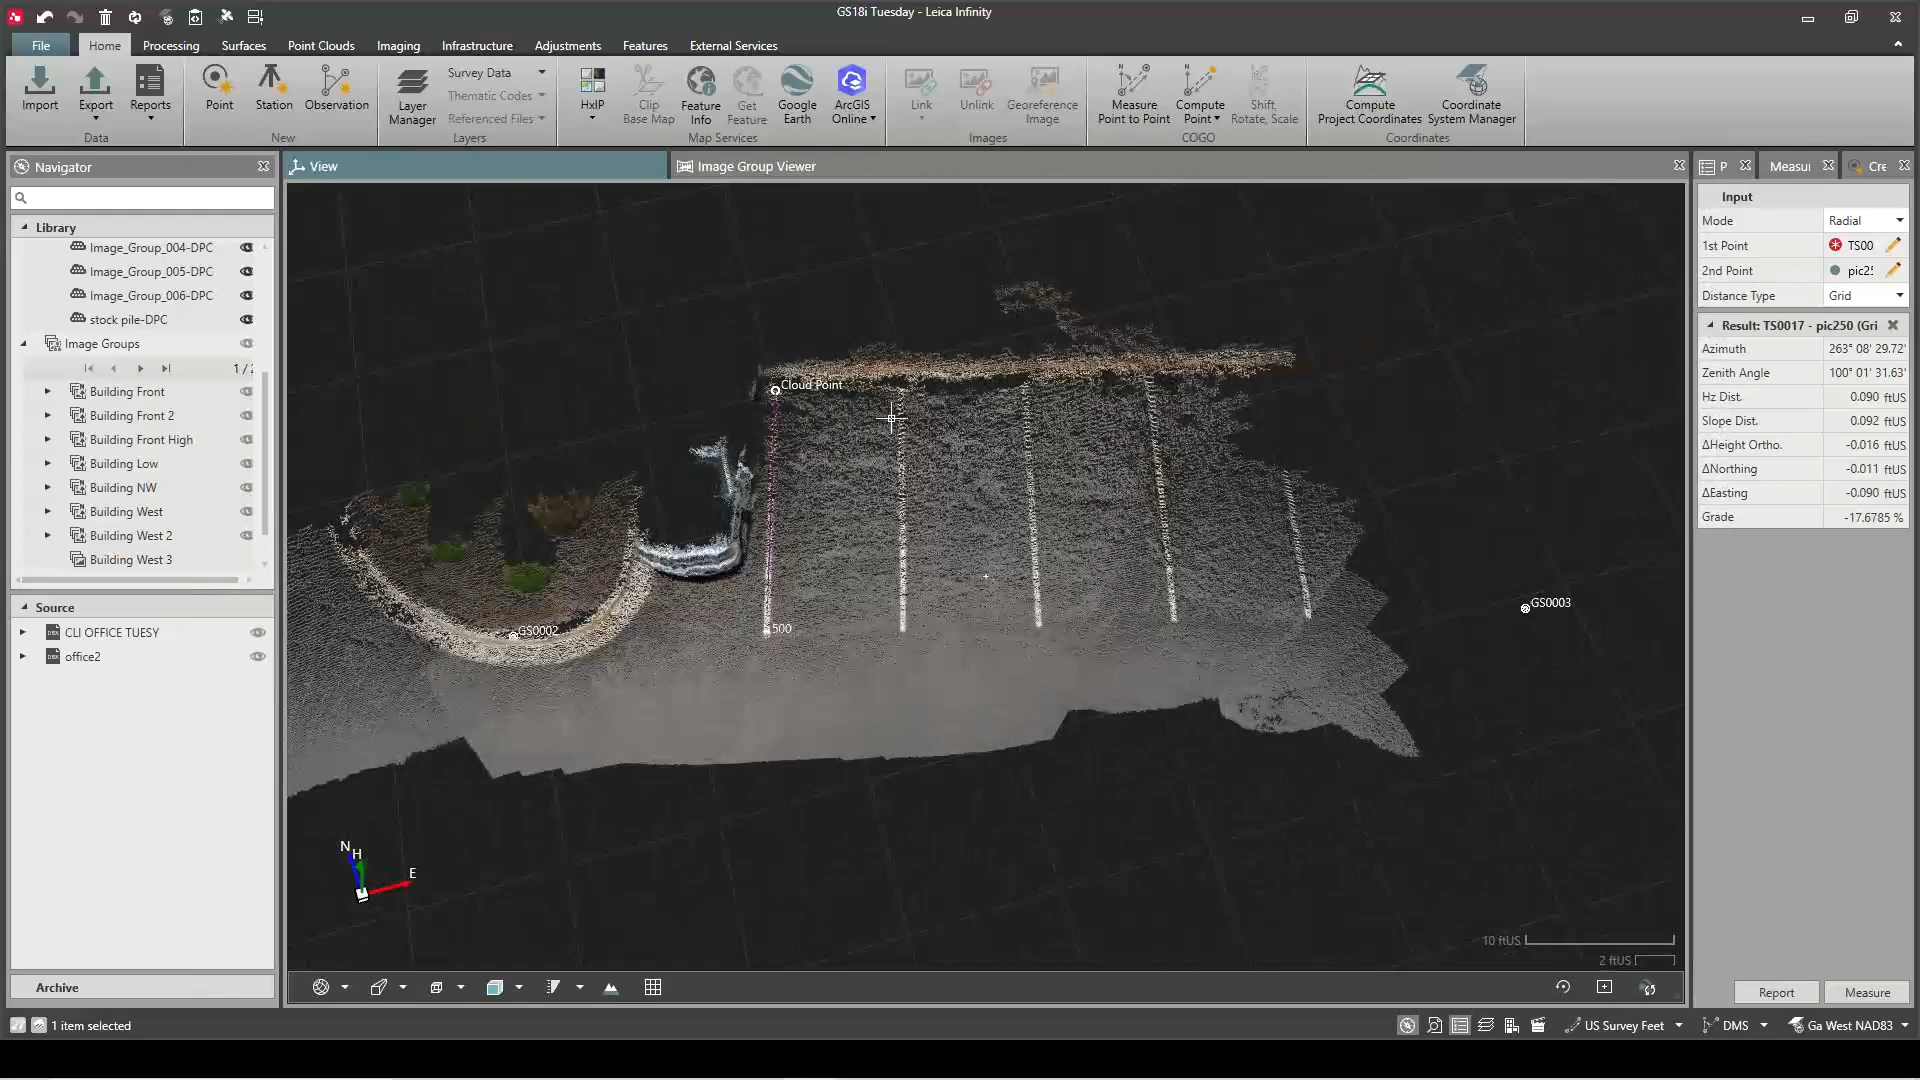 GS18i Tuesday - Leica Infinity
File
Home
Processing
Surfaces
Point Clouds
Imaging
Infrastructure
Adjustments
Features
External Services
Import
Export
Reports
Data
Point
Station
Observation
New
Layer
Manager
Survey Data
Thematic Codes
Referenced Files
Layers
HxIP
Clip
Base Map
Feature
Info
Get
Feature
Google
Earth
ArcGIS
Online
Map Services
Link
Unlink
Georeference
Image
Images
Measure
Point to Point
Compute
Point
Shift,
Rotate, Scale
COGO
Compute
Project Coordinates
Coordinate
System Manager
Coordinates
Navigator
Library
Image_Group_004-DPC
Image_Group_005-DPC
Image_Group_006-DPC
stock pile-DPC
Image Groups
1 / 2
Building Front
Building Front 2
Building Front High
Building Low
Building NW
Building West
Building West 2
Building West 3
Source
CLI OFFICE TUESY
office2
Archive
View
Image Group Viewer
Cloud Point
GS0002
500
GS0003
N
H
E
10 ftUS
2 ftUS
P
Measur
Cre
Input
Mode Radial
1st Point TS00
2nd Point pic2
Distance Type Grid
Result: TS0017 - pic250 (Gri
Azimuth 263° 08' 29.72"
Zenith Angle 100° 01' 31.63"
Hz Dist. 0.090 ftUS
Slope Dist. 0.092 ftUS
ΔHeight Ortho. -0.016 ftUS
ΔNorthing -0.011 ftUS
ΔEasting -0.090 ftUS
Grade -17.6785 %
Report
Measure
1 item selected
US Survey Feet
DMS
Ga West NAD83